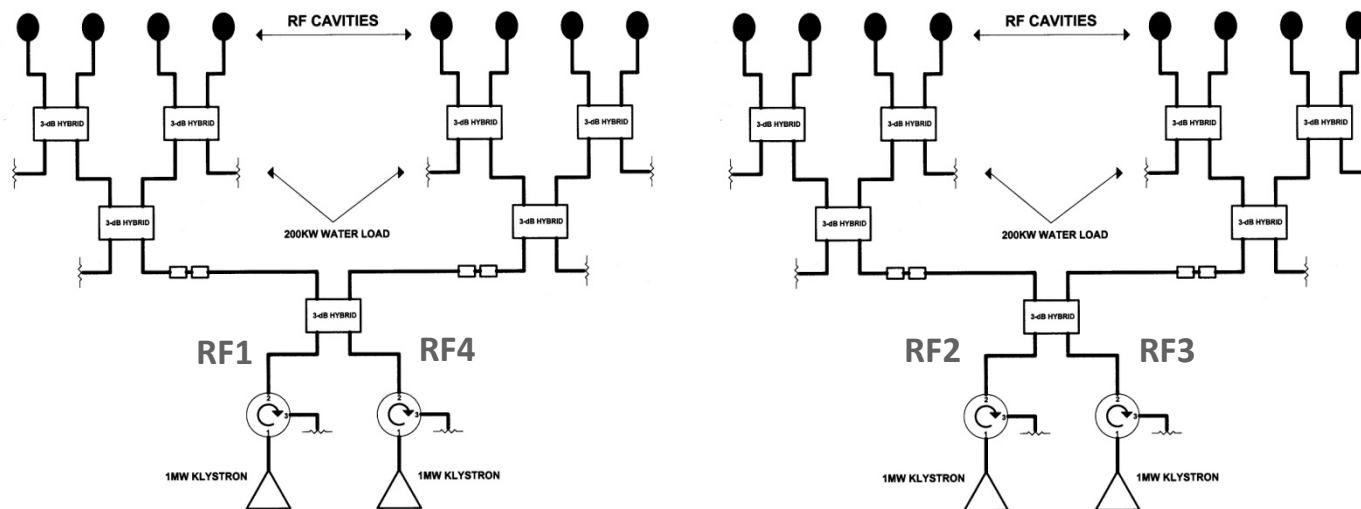 RF CAVITIES
RF CAVITIES
3-dB HYBRID
3-dB HYBRID
3-dB HYBRID
3-dB HYBRID
3-dB HYBRID
3-dB HYBRID
3-dB HYBRID
3-dB HYBRID
3-dB HYBRID
3-dB HYBRID
3-dB HYBRID
3-dB HYBRID
200KW WATER LOAD
200KW WATER LOAD
3-dB HYBRID
3-dB HYBRID
RF1
RF4
RF2
RF3
2
3
1
2
3
1
2
3
1
2
3
1
1MW KLYSTRON
1MW KLYSTRON
1MW KLYSTRON
1MW KLYSTRON